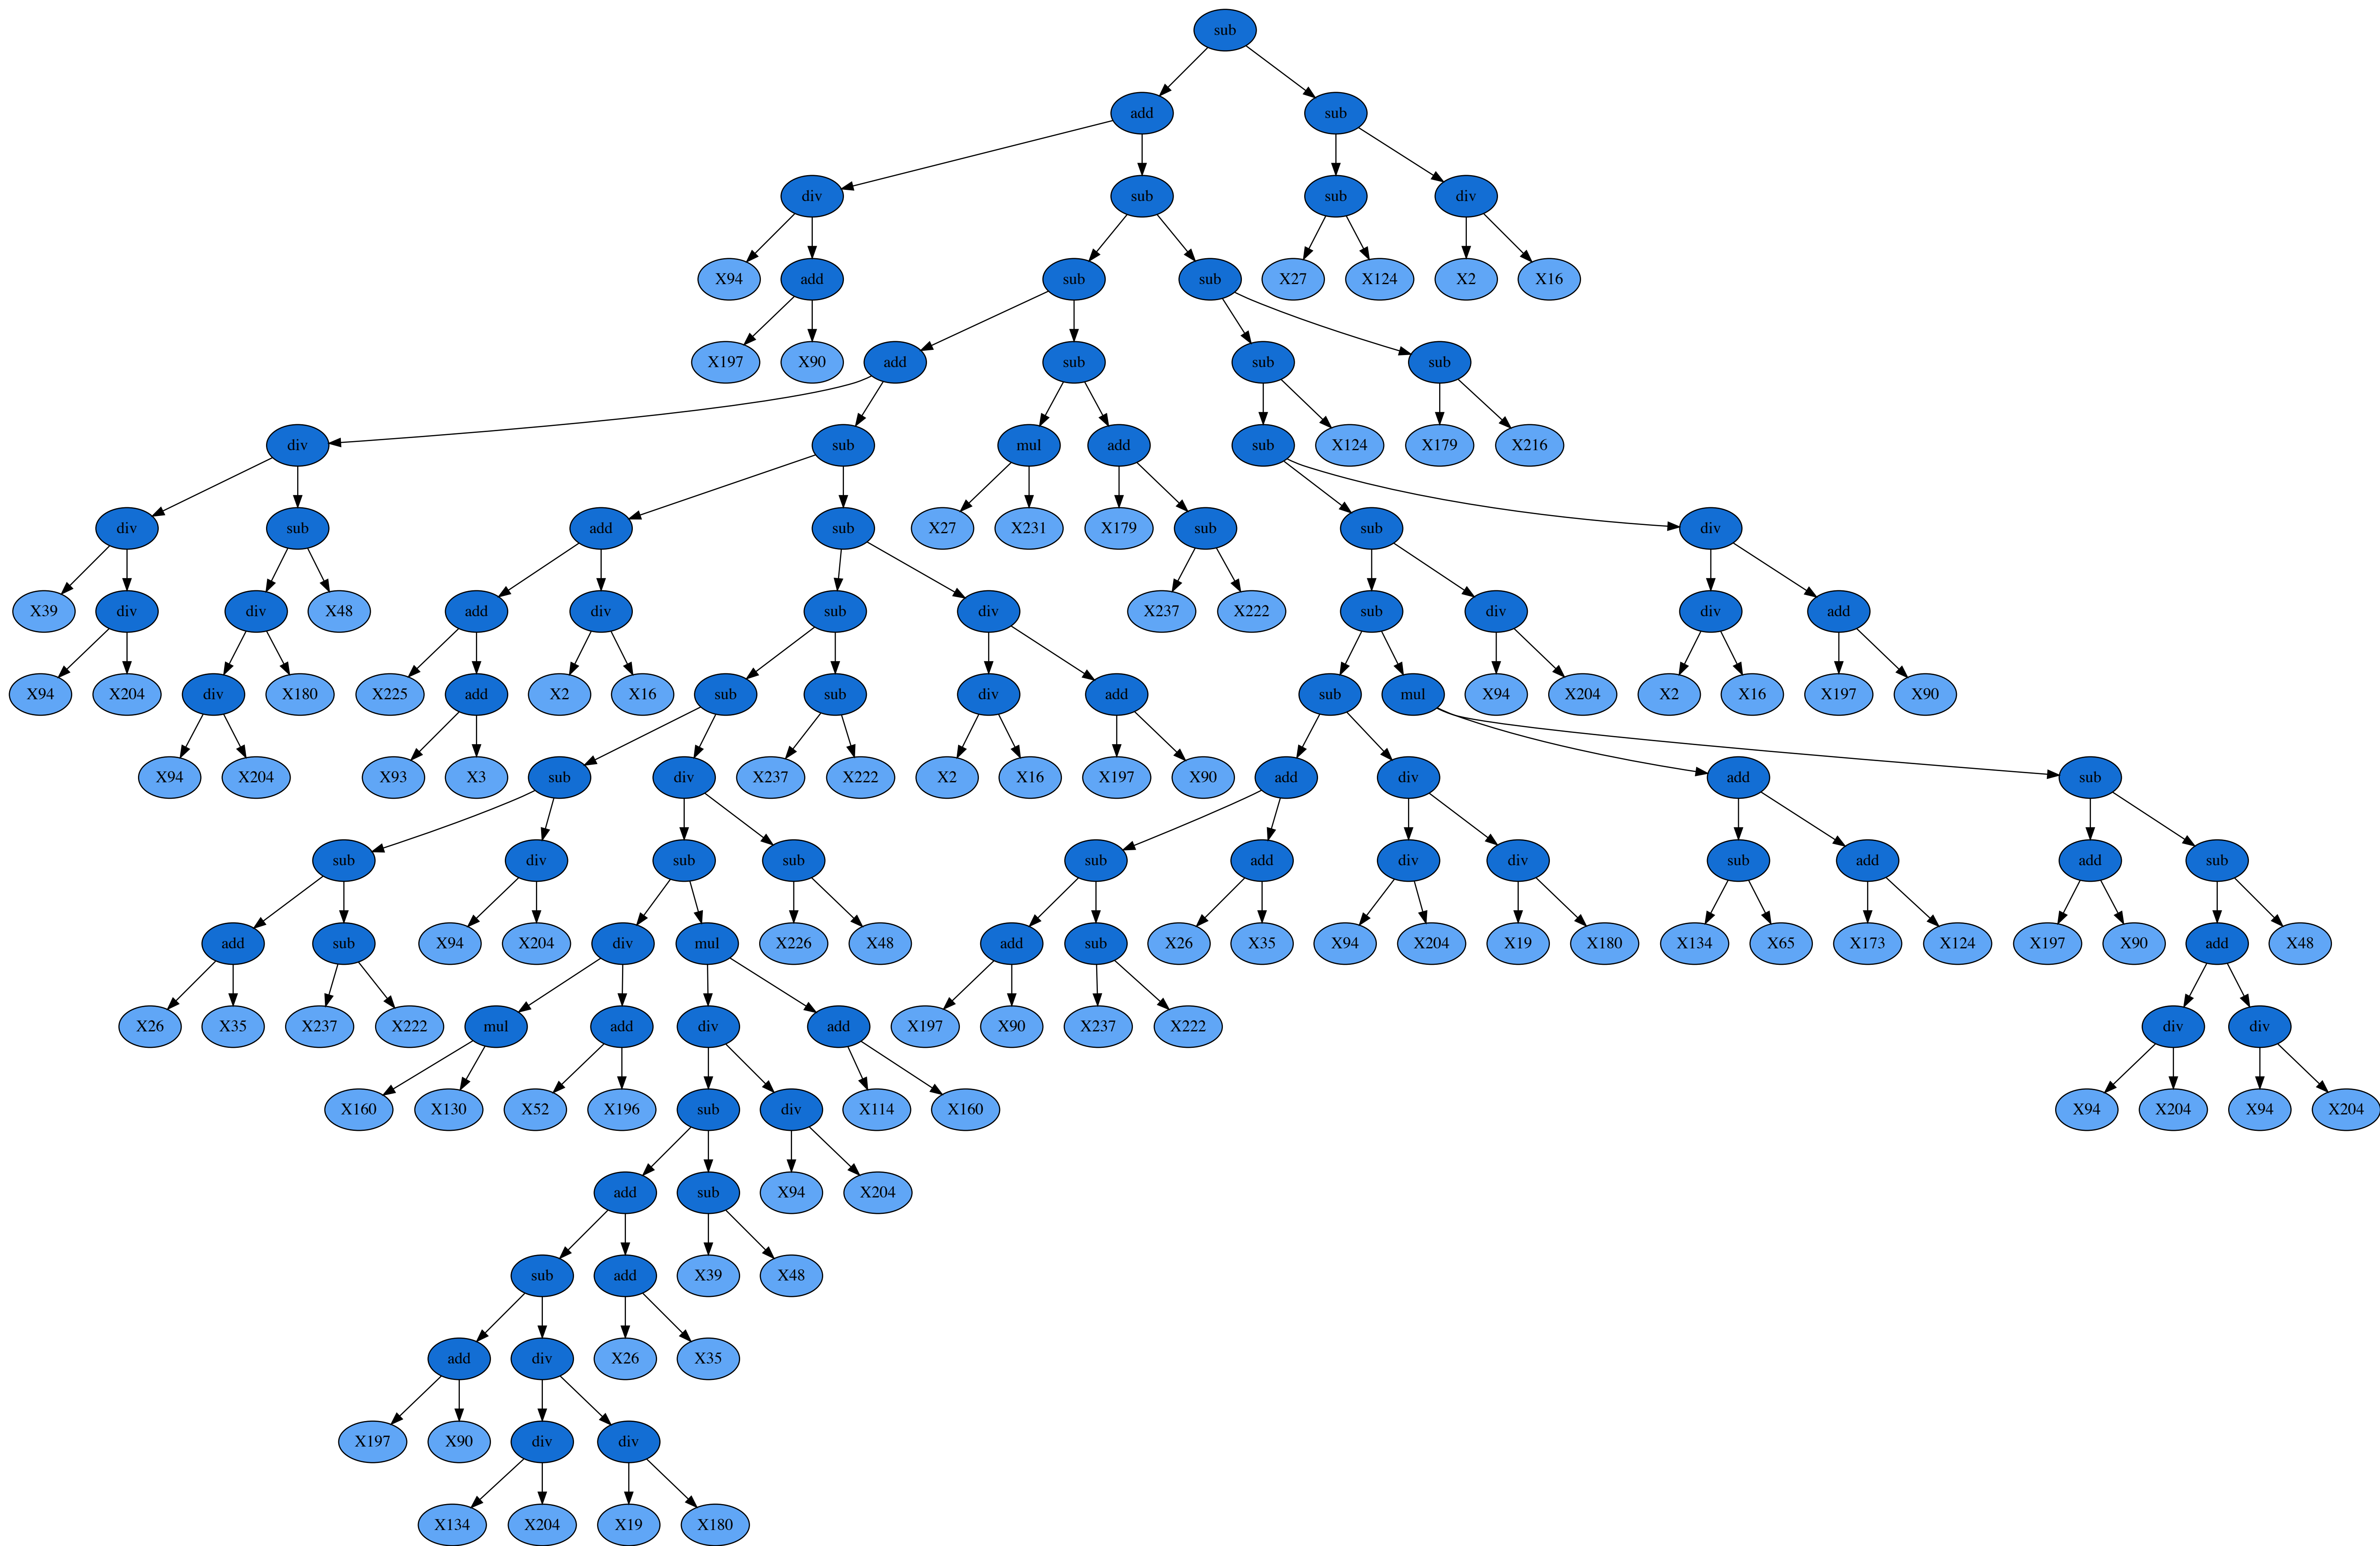 sub
add sub
div sub sub div
X94 add sub sub X27 X124 X2 X16
X197 X90 add sub sub sub
div sub mul add sub X124 X179 X216
div sub add sub X27 X231 X179 sub sub div
X39 div div X48 add div sub div X237 X222 sub div div add
X94 X204 div X180 X225 add X2 X16 sub sub div add sub mul X94 X204 X2 X16 X197 X90
X94 X204 X93 X3 sub div X237 X222 X2 X16 X197 X90 add div add sub
sub div sub sub sub add div div sub add add sub
add sub X94 X204 div mul X226 X48 add sub X26 X35 X94 X204 X19 X180 X134 X65 X173 X124 X197 X90 add X48
X26 X35 X237 X222 mul add div add X197 X90 X237 X222 div div
X160 X130 X52 X196 sub div X114 X160 X94 X204 X94 X204
add sub X94 X204
sub add X39 X48
add div X26 X35
X197 X90 div div
X134 X204 X19 X180